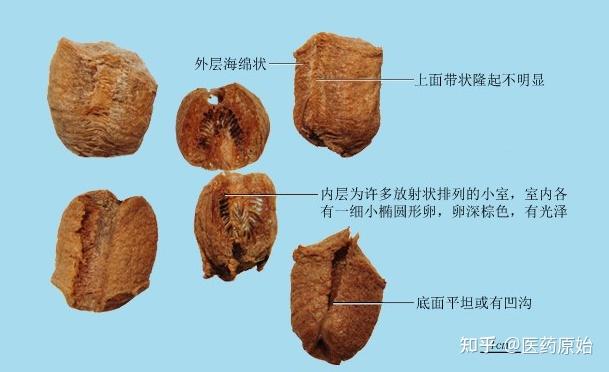 外层海绵状
上面带状隆起不明显
内层为许多放射状排列的小室，室内各
有一细小椭圆形卵，卵深棕色，有光泽
底面平坦或有凹沟
1cm
知乎 @医药原始